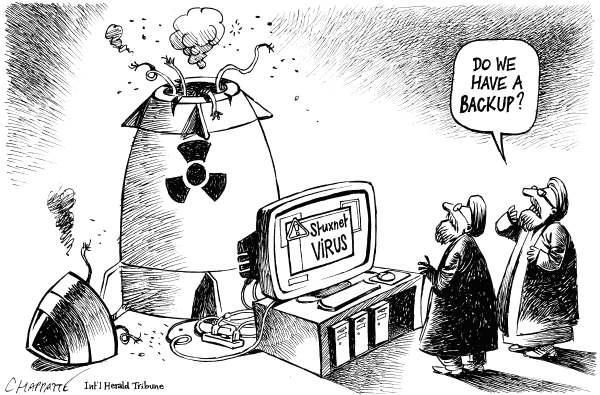 DO WE
HAVE A
BACKUP?
Stuxnet
VIRUS
CHAPPATTE Int'l Herald Tribune